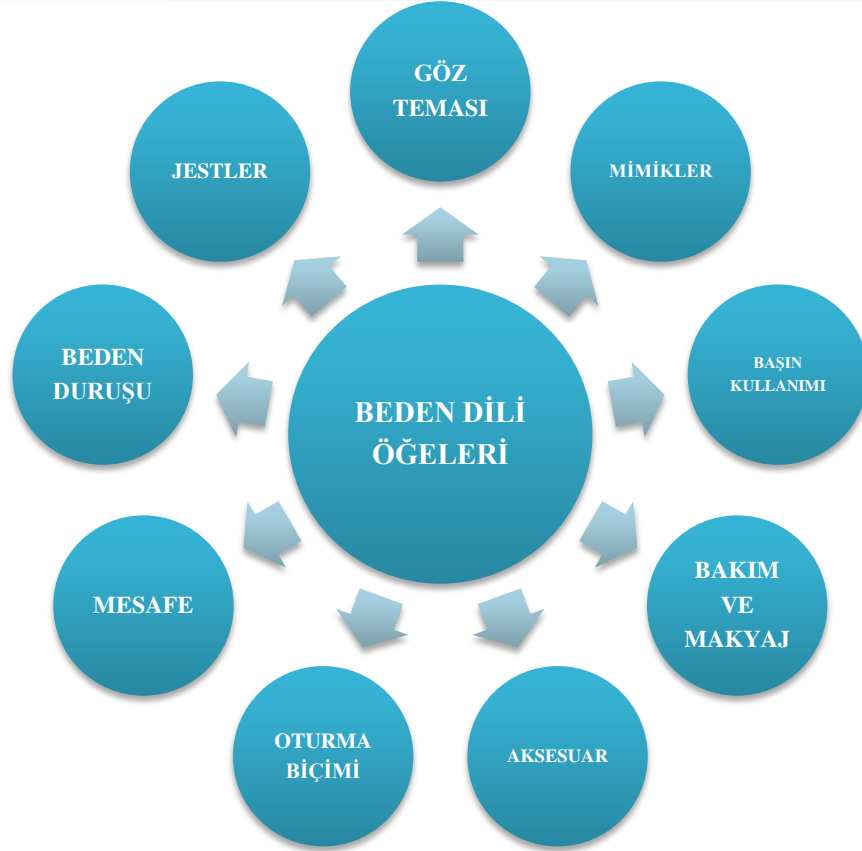 GÖZ
TEMASI
MİMİKLER
BAŞIN
KULLANIMI
BAKIM
VE
MAKYAJ
AKSESUAR
OTURMA
BİÇİMİ
MESAFE
BEDEN
DURUŞU
JESTLER
BEDEN DİLİ
ÖĞELERİ